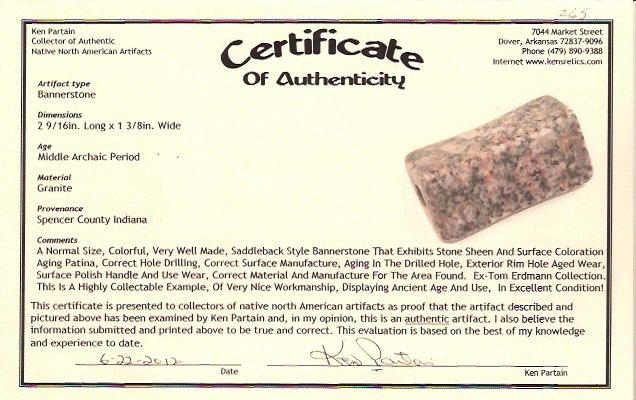 265
Ken Partain
Collector of Authentic
Native North American Artifacts
Certificate
Of Authenticity
7044 Market Street
Dover, Arkansas 72837-9096
Phone (479) 890-9388
Internet www.kensrelics.com
Artifact type
Bannerstone
Dimensions
2 9/16in. Long x 1 3/8in. Wide
Age
Middle Archaic Period
Material
Granite
Provenance
Spencer County Indiana
Comments
A Normal Size, Colorful, Very Well Made, Saddleback Style Bannerstone That Exhibits Stone Sheen And Surface Coloration
Aging Patina, Correct Hole Drilling, Correct Surface Manufacture, Aging In The Drilled Hole, Exterior Rim Hole Aged Wear,
Surface Polish Handle And Use Wear, Correct Material And Manufacture For The Area Found. Ex-Tom Erdmann Collection.
This Is A Highly Collectable Example, Of Very Nice Workmanship, Displaying Ancient Age And Use, In Excellent Condition!
This certificate is presented to collectors of native north American artifacts as proof that the artifact described and
pictured above has been examined by Ken Partain and, in my opinion, this is an authentic artifact. I also believe the
information submitted and printed above to be true and correct. This evaluation is based on the best of my knowledge
and experience to date.
6-22-2012 Ken Partain
Date Ken Partain